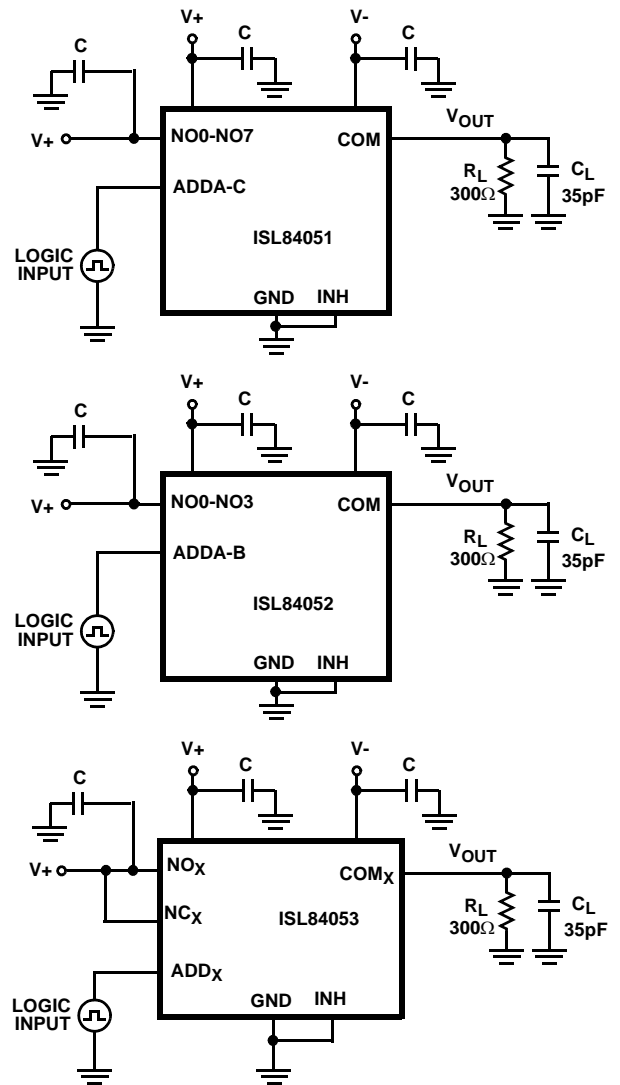 V+ V-
C C C
V+ NO0-NO7 COM VOUT
RL
300Ω
CL
35pF
ADDA-C
ISL84051
LOGIC
INPUT
GND INH
V+ V-
C C C
V+ NO0-NO3 COM VOUT
RL
300Ω
CL
35pF
ADDA-B
ISL84052
LOGIC
INPUT
GND INH
V+ V-
C C C
V+ NOX COMX VOUT
RL
300Ω
CL
35pF
NCX
ISL84053
ADDX
LOGIC
INPUT
GND INH